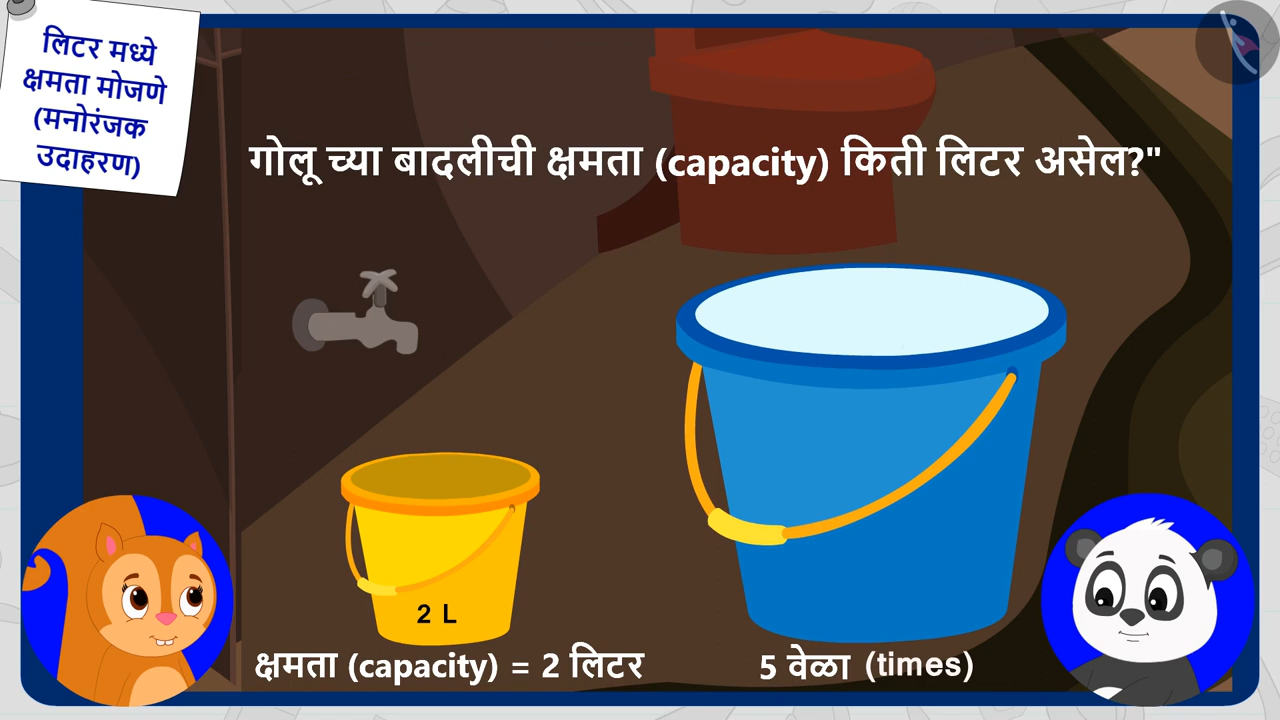 लिटर मध्ये
क्षमता मोजणे
(मनोरंजक
उदाहरण)
गोलू च्या बादलीची क्षमता (capacity) किती लिटर असेल?"
2 L
क्षमता (capacity) = 2 लिटर
5 वेळा (times)